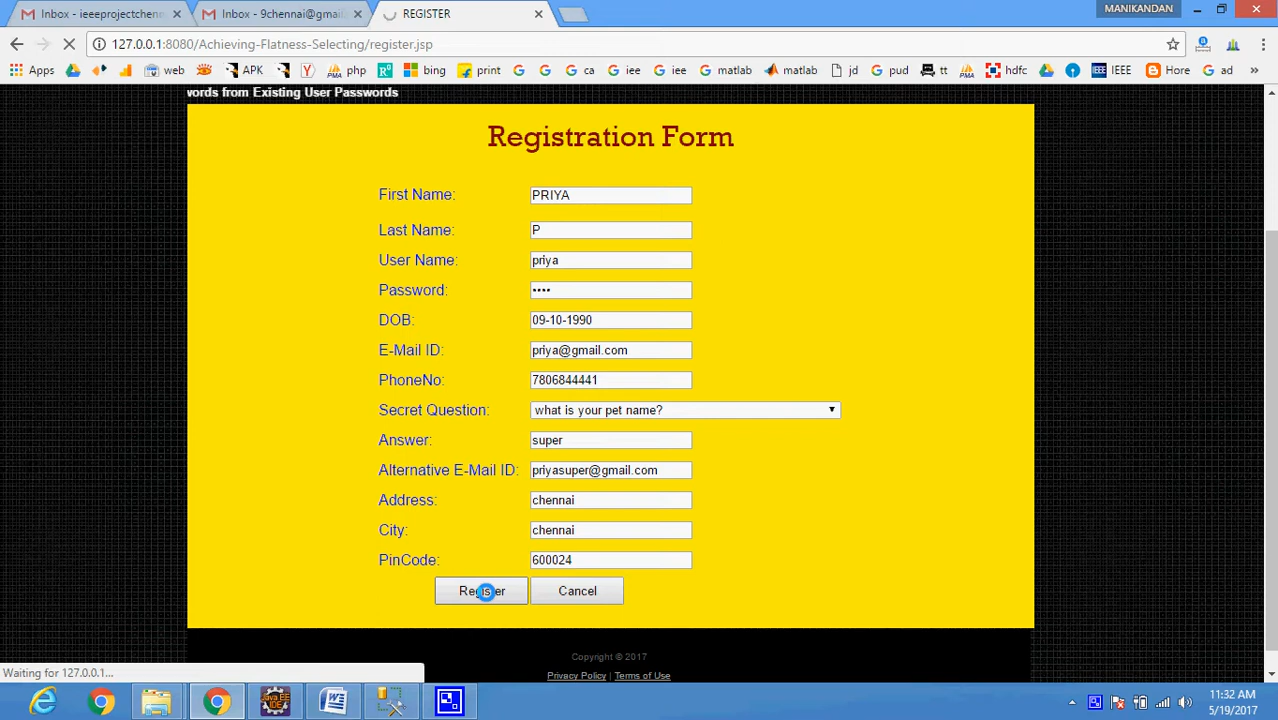 Inbox - ieeeprojectchenn
Inbox - 9chennai@gmail
REGISTER
MANIKANDAN
127.0.0.1:8080/Achieving-Flatness-Selecting/register.jsp
Apps web APK php bing print ca iee iee matlab matlab jd pud tt hdfc IEEE Hore ad »
words from Existing User Passwords
Registration Form
First Name: PRIYA
Last Name: P
User Name: priya
Password: ••••
DOB: 09-10-1990
E-Mail ID: priya@gmail.com
PhoneNo: 7806844441
Secret Question: what is your pet name?
Answer: super
Alternative E-Mail ID: priyasuper@gmail.com
Address: chennai
City: chennai
PinCode: 600024
Register Cancel
Copyright © 2017
Privacy Policy | Terms of Use
Waiting for 127.0.0.1...
11:32 AM
5/19/2017